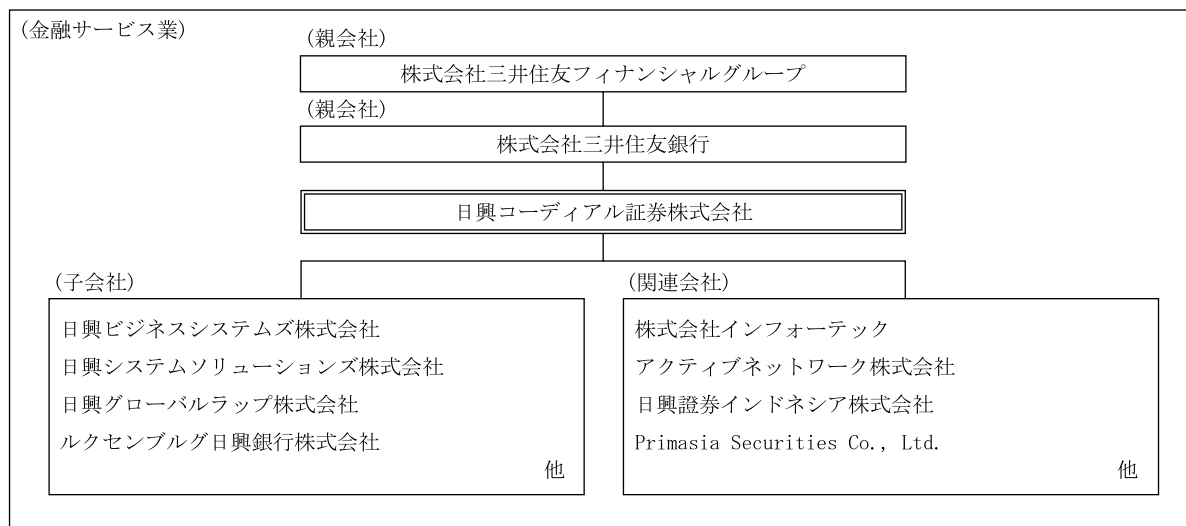 (金融サービス業)
(親会社)
株式会社三井住友フィナンシャルグループ
(親会社)
株式会社三井住友銀行
日興コーディアル証券株式会社
(子会社)
日興ビジネスシステムズ株式会社
日興システムソリューションズ株式会社
日興グローバルラップ株式会社
ルクセンブルグ日興銀行株式会社
他
(関連会社)
株式会社インフォーテック
アクティブネットワーク株式会社
日興證券インドネシア株式会社
Primasia Securities Co., Ltd.
他